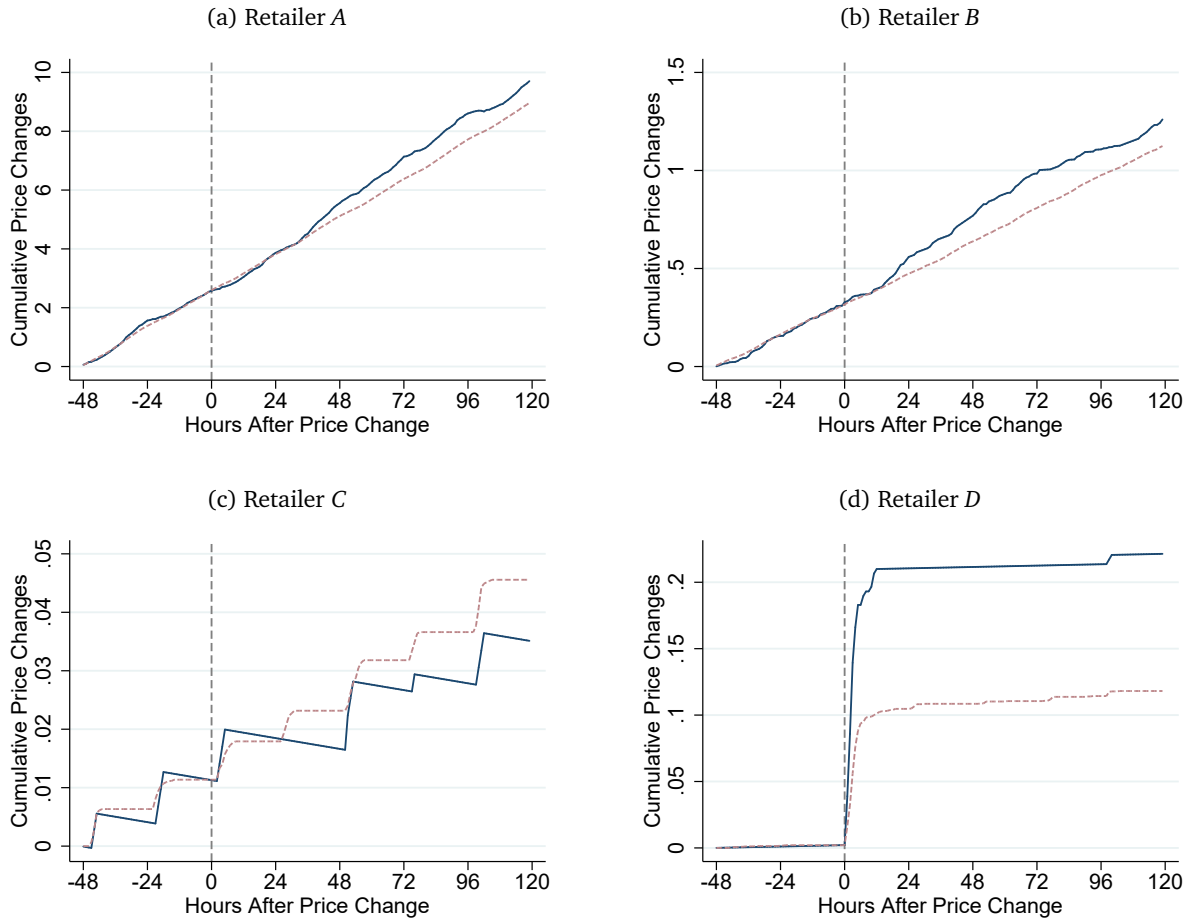 (a) Retailer A
Cumulative Price Changes
10
8
6
4
2
0
-48 -24 0 24 48 72 96 120
Hours After Price Change
(b) Retailer B
Cumulative Price Changes
1.5
1
.5
0
-48 -24 0 24 48 72 96 120
Hours After Price Change
(c) Retailer C
Cumulative Price Changes
.05
.04
.03
.02
.01
0
-48 -24 0 24 48 72 96 120
Hours After Price Change
(d) Retailer D
Cumulative Price Changes
.2
.15
.1
.05
0
-48 -24 0 24 48 72 96 120
Hours After Price Change